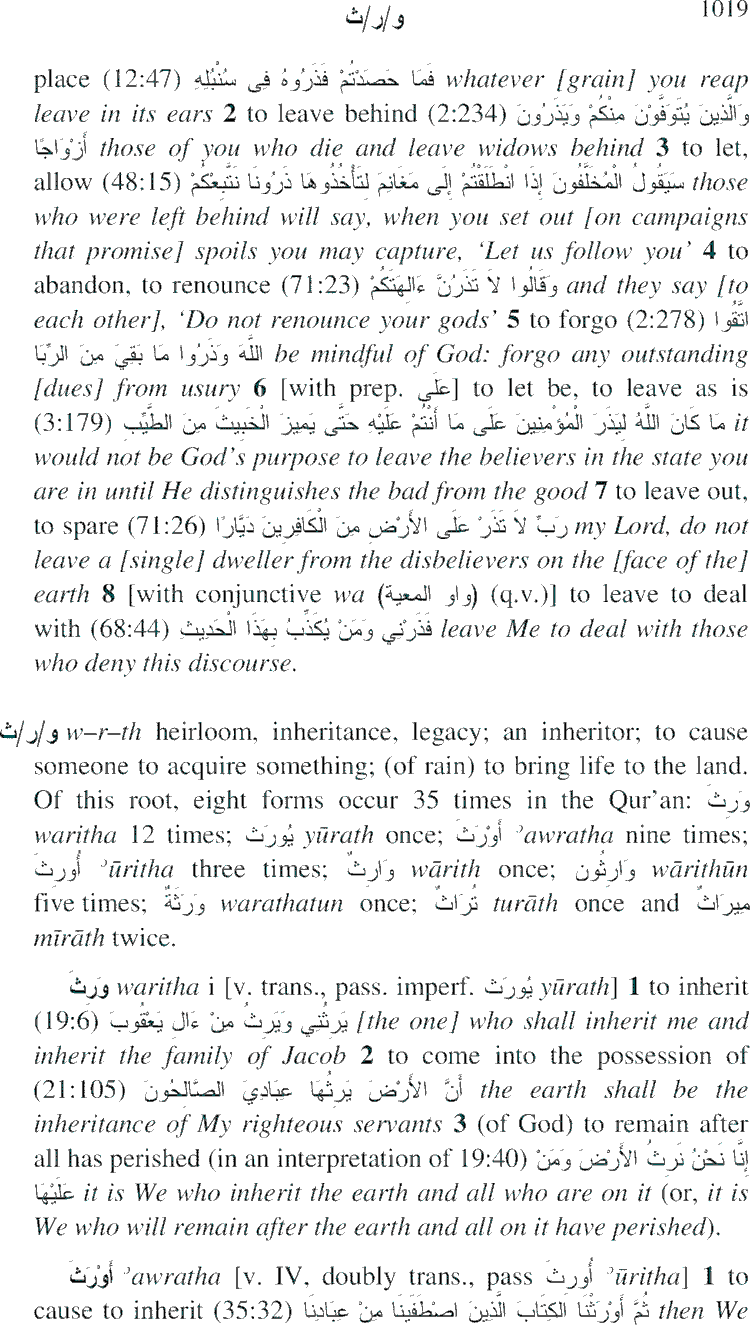 و/ر/ث 1019
place (12:47) فَمَا حَصَدْتُمْ فَذَرُوهُ فِى سُنْبُلِهِ whatever [grain] you reap
leave in its ears 2 to leave behind (2:234) وَالَّذِينَ يُتَوَفَّوْنَ مِنْكُمْ وَيَذَرُونَ
أَزْوَاجًا those of you who die and leave widows behind 3 to let,
allow (48:15) سَيَقُولُ الْمُخَلَّفُونَ إِذَا انْطَلَقْتُمْ إِلَى مَغَانِمَ لِتَأْخُذُوهَا ذَرُونَا نَتَّبِعْكُمْ those
who were left behind will say, when you set out [on campaigns
that promise] spoils you may capture, ‘Let us follow you’ 4 to
abandon, to renounce (71:23) وَقَالُوا لاَ تَذَرُنَّ ءَالِهَتَكُمْ and they say [to
each other], ‘Do not renounce your gods’ 5 to forgo (2:278) اتَّقُوا
اللَّهَ وَذَرُوا مَا بَقِيَ مِنَ الرِّبَا be mindful of God: forgo any outstanding
[dues] from usury 6 [with prep. عَلَى] to let be, to leave as is
(3:179) مَا كَانَ اللَّهُ لِيَذَرَ الْمُؤْمِنِينَ عَلَى مَا أَنْتُمْ عَلَيْهِ حَتَّى يَمِيزَ الْخَبِيثَ مِنَ الطَّيِّبِ it
would not be God’s purpose to leave the believers in the state you
are in until He distinguishes the bad from the good 7 to leave out,
to spare (71:26) رَبِّ لاَ تَذَرْ عَلَى الأَرْضِ مِنَ الْكَافِرِينَ دَيَّارًا my Lord, do not
leave a [single] dweller from the disbelievers on the [face of the]
earth 8 [with conjunctive wa (واو المعية) (q.v.)] to leave to deal
with (68:44) فَذَرْنِي وَمَنْ يُكَذِّبُ بِهَذَا الْحَدِيثِ leave Me to deal with those
who deny this discourse.
و/ر/ث w–r–th heirloom, inheritance, legacy; an inheritor; to cause
someone to acquire something; (of rain) to bring life to the land.
Of this root, eight forms occur 35 times in the Qur’an: وَرِثَ
waritha 12 times; يُورَث yūrath once; أَوْرَثَ ʾawratha nine times;
أُورِثَ ʾūritha three times; وَارِثٌ wārith once; وَارِثُون wārithūn
five times; وَرَثَةٌ warathatun once; تُرَاثٌ turāth once and مِيرَاثٌ
mīrāth twice.
وَرِثَ waritha i [v. trans., pass. imperf. يُورَث yūrath] 1 to inherit
(19:6) يَرِثُنِي وَيَرِثُ مِنْ ءَالِ يَعْقُوبَ [the one] who shall inherit me and
inherit the family of Jacob 2 to come into the possession of
(21:105) أَنَّ الأَرْضَ يَرِثُهَا عِبَادِيَ الصَّالِحُونَ the earth shall be the
inheritance of My righteous servants 3 (of God) to remain after
all has perished (in an interpretation of 19:40) إِنَّا نَحْنُ نَرِثُ الأَرْضَ وَمَنْ
عَلَيْهَا it is We who inherit the earth and all who are on it (or, it is
We who will remain after the earth and all on it have perished).
أَوْرَثَ ʾawratha [v. IV, doubly trans., pass أُورِثَ ʾūritha] 1 to
cause to inherit (35:32) ثُمَّ أَوْرَثْنَا الكِتَابَ الَّذِينَ اصْطَفَيْنَا مِنْ عِبَادِنَا then We